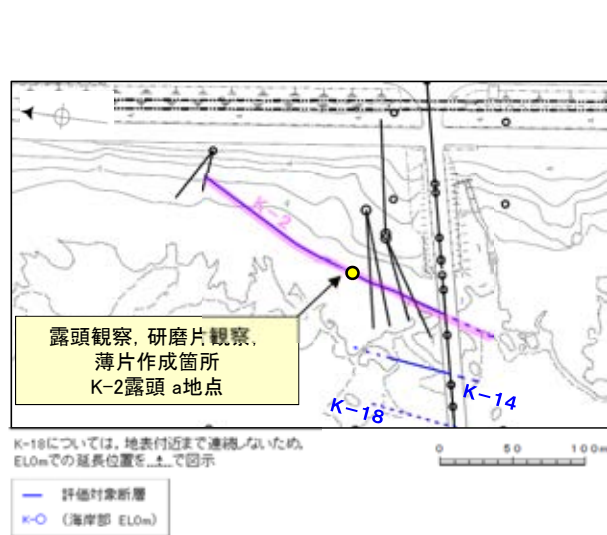 K-2
露頭観察，研磨片観察，
薄片作成箇所
K-2露頭 a地点
K-14
K-18
K-18については，地表付近まで連続しないため，
EL0mでの延長位置を...±...で図示
0 50 100m
評価対象断層
K-○ （海岸部 EL0m）